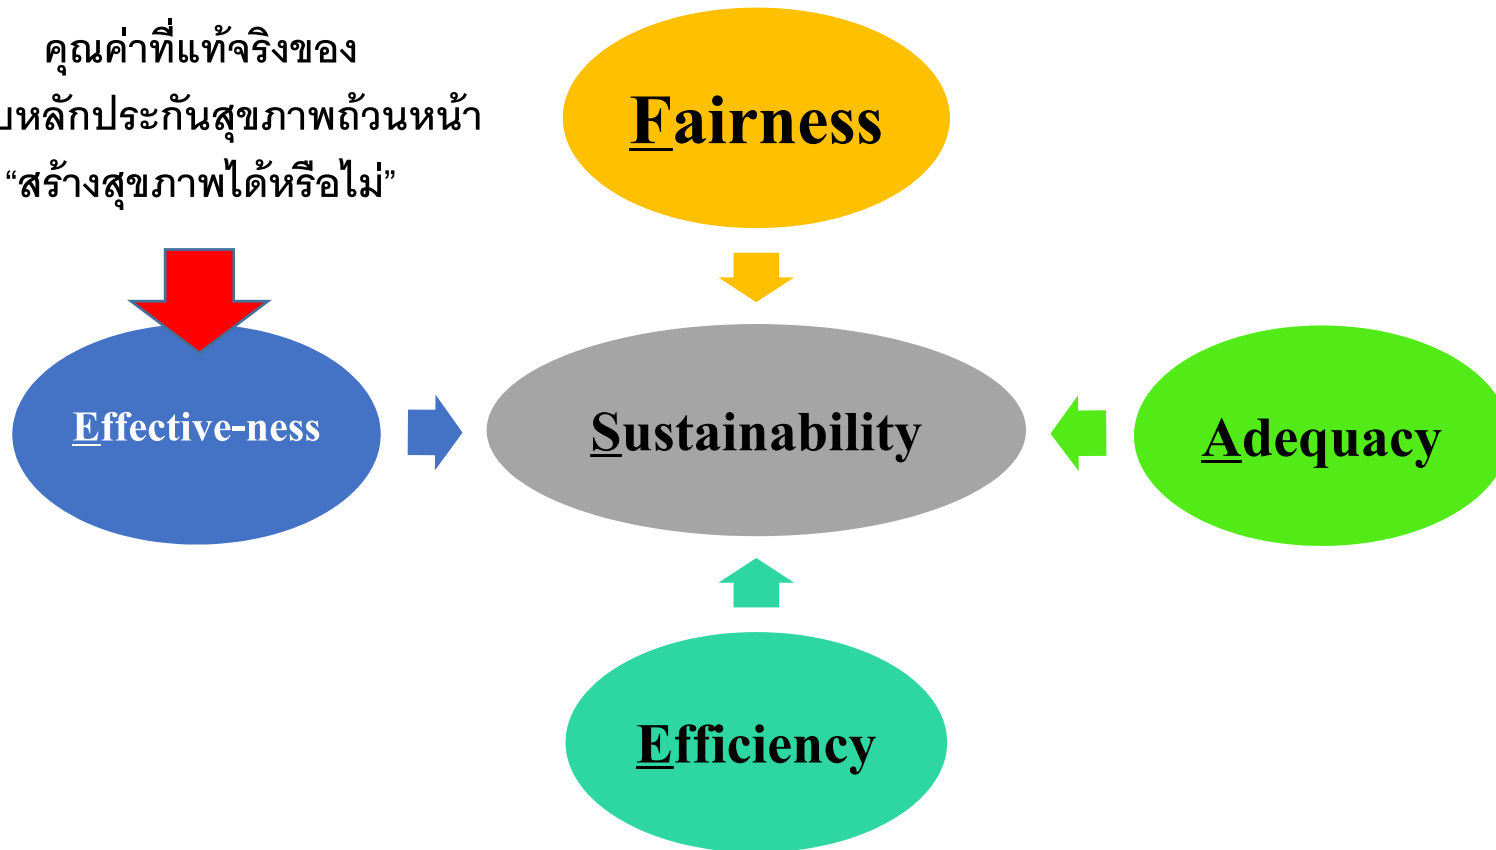 คุณค่าที่แท้จริงของ
หลักประกันสุขภาพถ้วนหน้า
“สร้างสุขภาพได้หรือไม่”
Fairness
Effective-ness
Sustainability
Adequacy
Efficiency